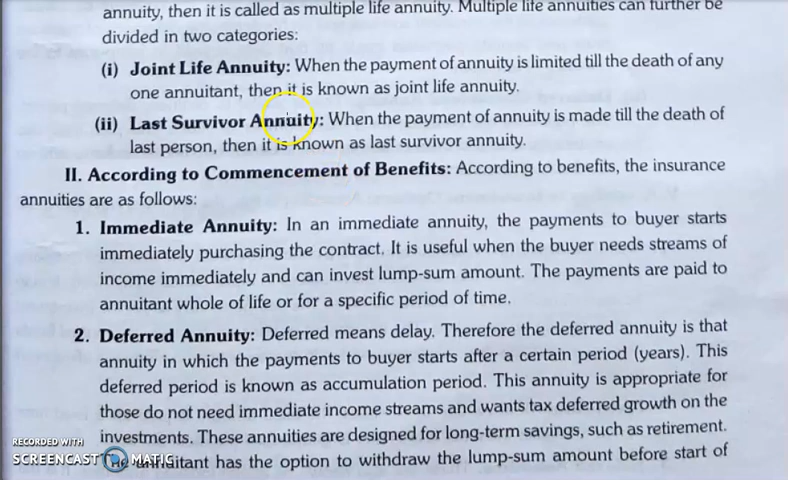 annuity, then it is called as multiple life annuity. Multiple life annuities can further be
divided in two categories:
(i) Joint Life Annuity: When the payment of annuity is limited till the death of any
one annuitant, then it is known as joint life annuity.
(ii) Last Survivor Annuity: When the payment of annuity is made till the death of
last person, then it is known as last survivor annuity.
II. According to Commencement of Benefits: According to benefits, the insurance
annuities are as follows:
1. Immediate Annuity: In an immediate annuity, the payments to buyer starts
immediately purchasing the contract. It is useful when the buyer needs streams of
income immediately and can invest lump-sum amount. The payments are paid to
annuitant whole of life or for a specific period of time.
2. Deferred Annuity: Deferred means delay. Therefore the deferred annuity is that
annuity in which the payments to buyer starts after a certain period (years). This
deferred period is known as accumulation period. This annuity is appropriate for
those do not need immediate income streams and wants tax deferred growth on the
investments. These annuities are designed for long-term savings, such as retirement.
The annuitant has the option to withdraw the lump-sum amount before start of
RECORDED WITH
SCREENCAST MATIC